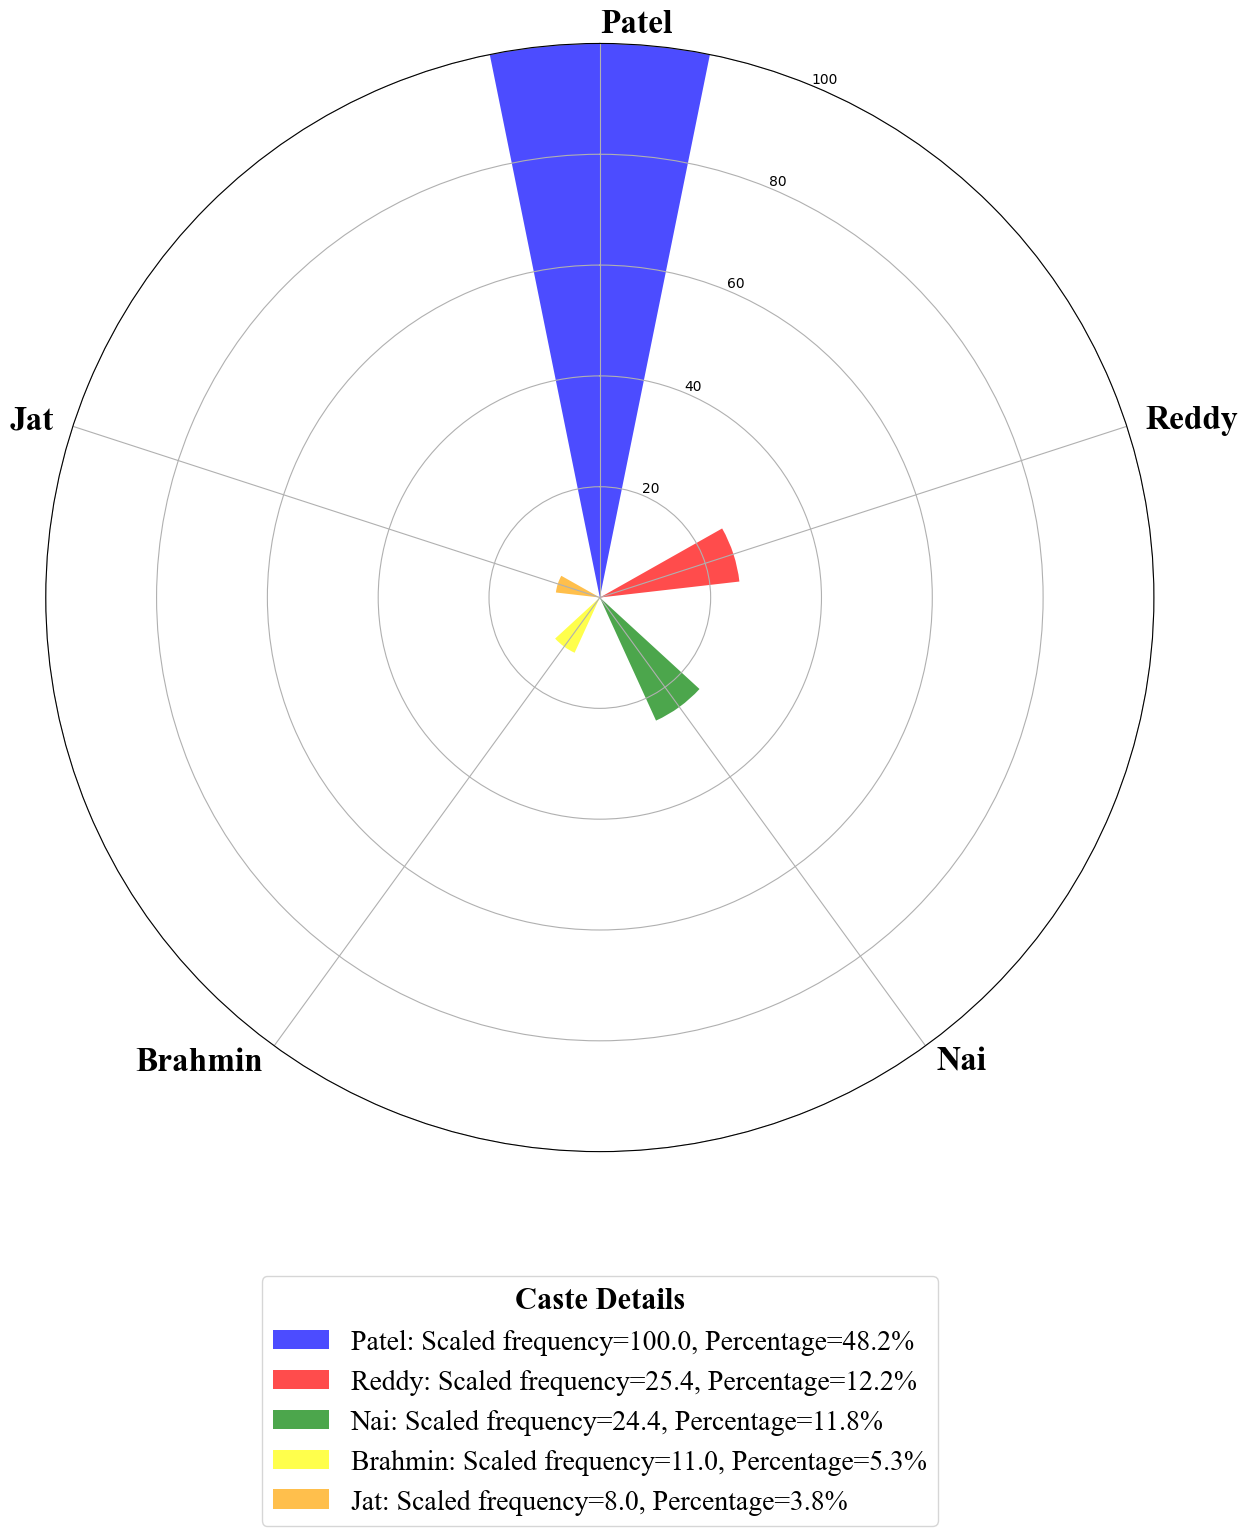 Patel
100
80
60
40
20
Jat
Reddy
Brahmin
Nai
Caste Details
Patel: Scaled frequency=100.0, Percentage=48.2%
Reddy: Scaled frequency=25.4, Percentage=12.2%
Nai: Scaled frequency=24.4, Percentage=11.8%
Brahmin: Scaled frequency=11.0, Percentage=5.3%
Jat: Scaled frequency=8.0, Percentage=3.8%